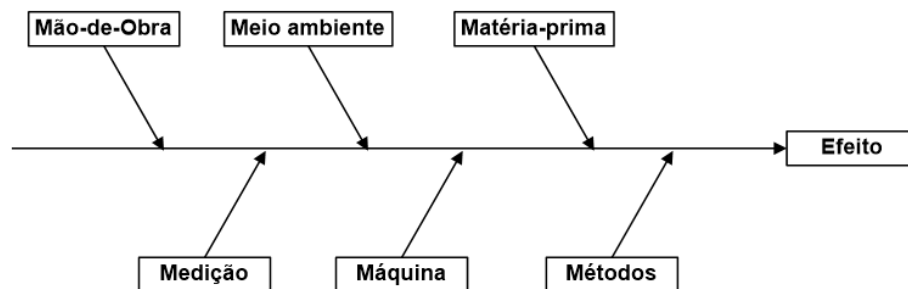 Mão-de-Obra
Meio ambiente
Matéria-prima
Efeito
Medição
Máquina
Métodos